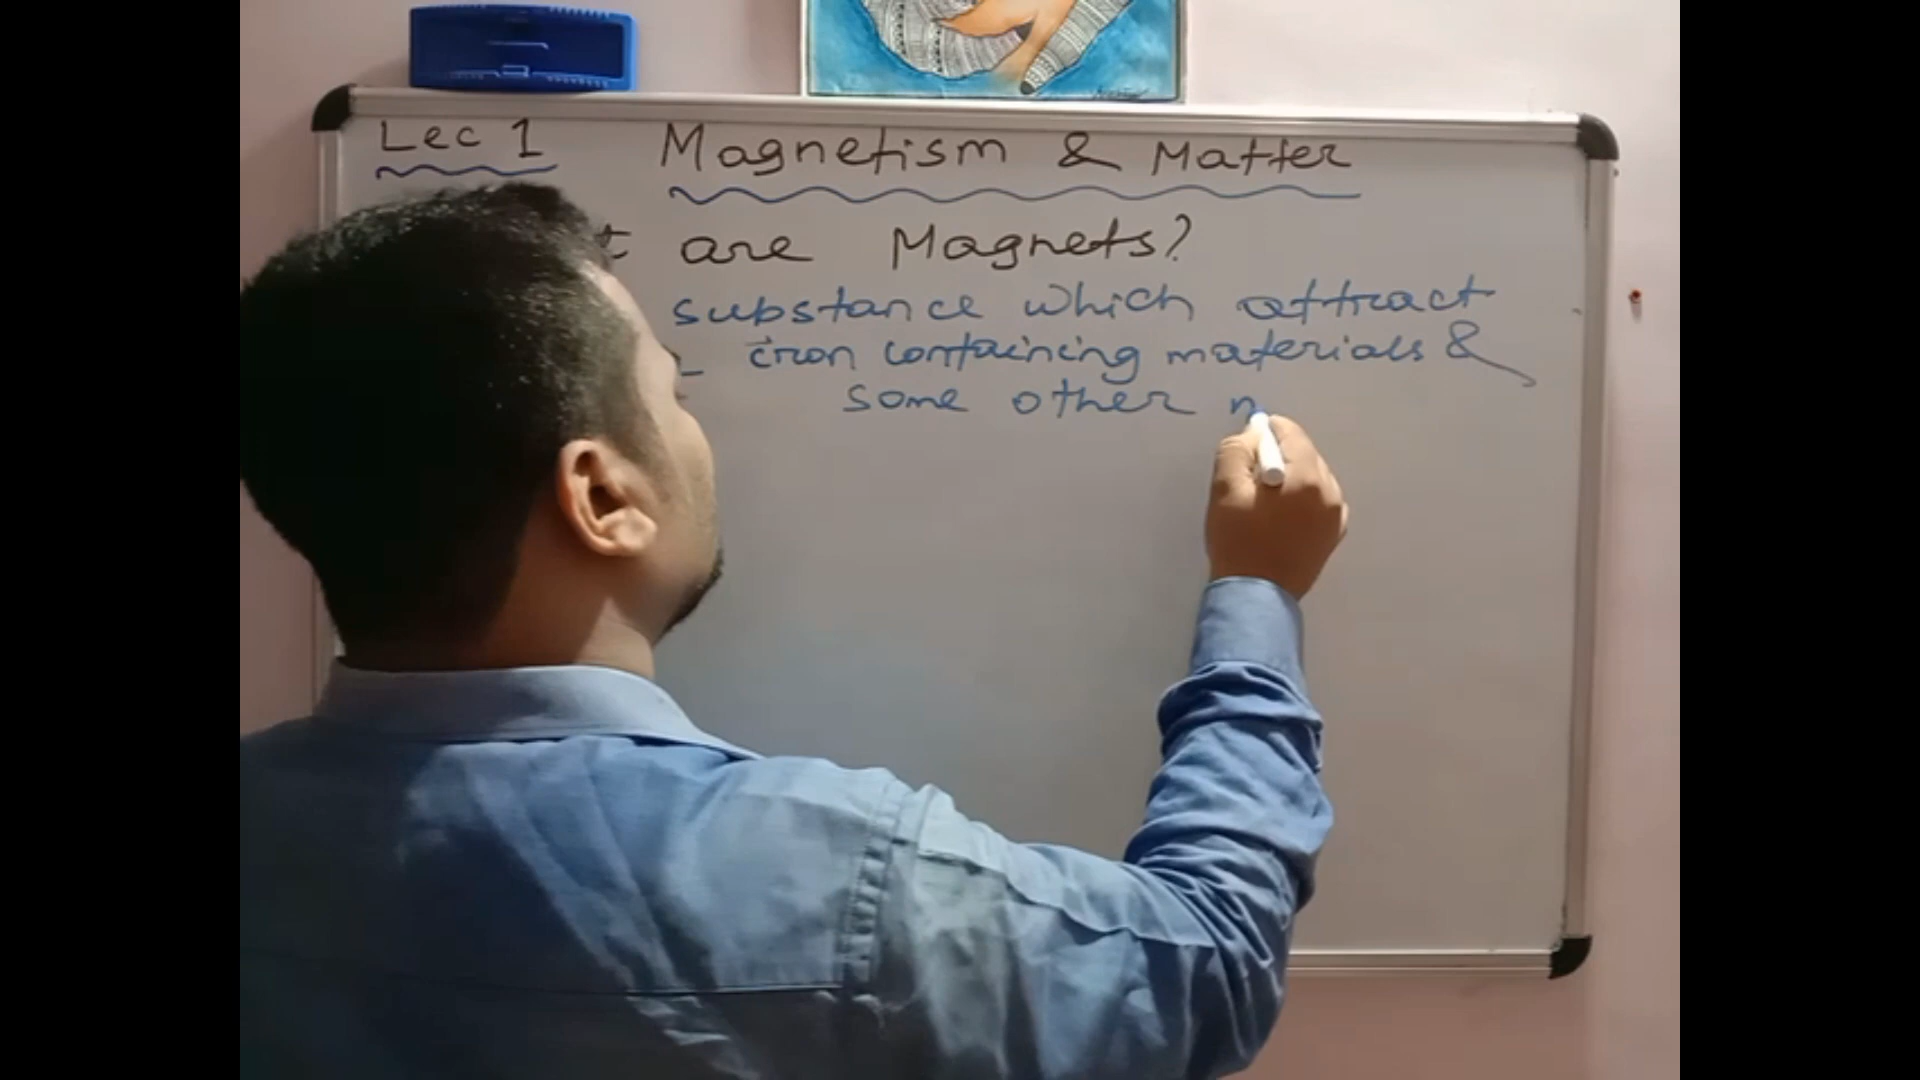 Lec 1 Magnetism & Matter
are Magnets?
substance which attract
iron containing materials &
some other